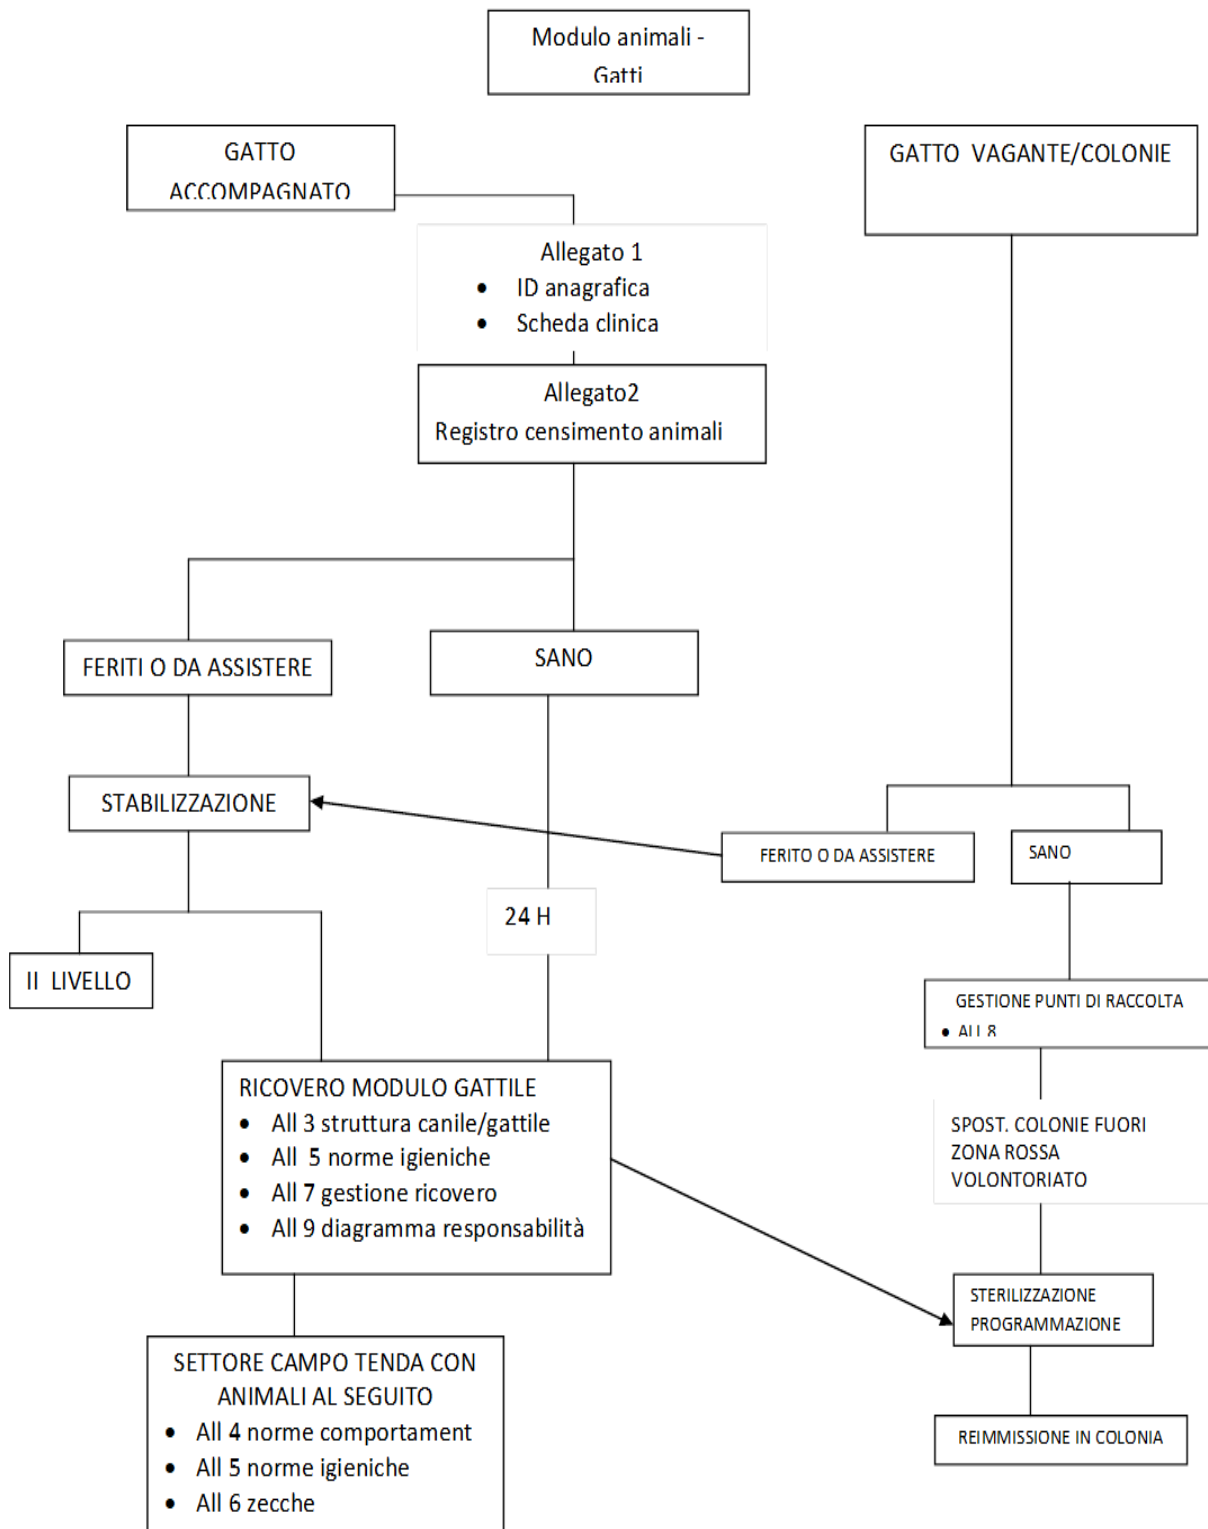 Modulo animali -
Gatti
GATTO
ACCOMPAGNATO
GATTO VAGANTE/COLONIE
Allegato 1
• ID anagrafica
• Scheda clinica
Allegato2
Registro censimento animali
FERITI O DA ASSISTERE
SANO
STABILIZZAZIONE
FERITO O DA ASSISTERE
SANO
24 H
II LIVELLO
GESTIONE PUNTI DI RACCOLTA
• ALL 8
RICOVERO MODULO GATTILE
• All 3 struttura canile/gattile
• All 5 norme igieniche
• All 7 gestione ricovero
• All 9 diagramma responsabilità
SPOST. COLONIE FUORI
ZONA ROSSA
VOLONTORIATO
STERILIZZAZIONE
PROGRAMMAZIONE
SETTORE CAMPO TENDA CON
ANIMALI AL SEGUITO
• All 4 norme comportament
• All 5 norme igieniche
• All 6 zecche
REIMMISSIONE IN COLONIA